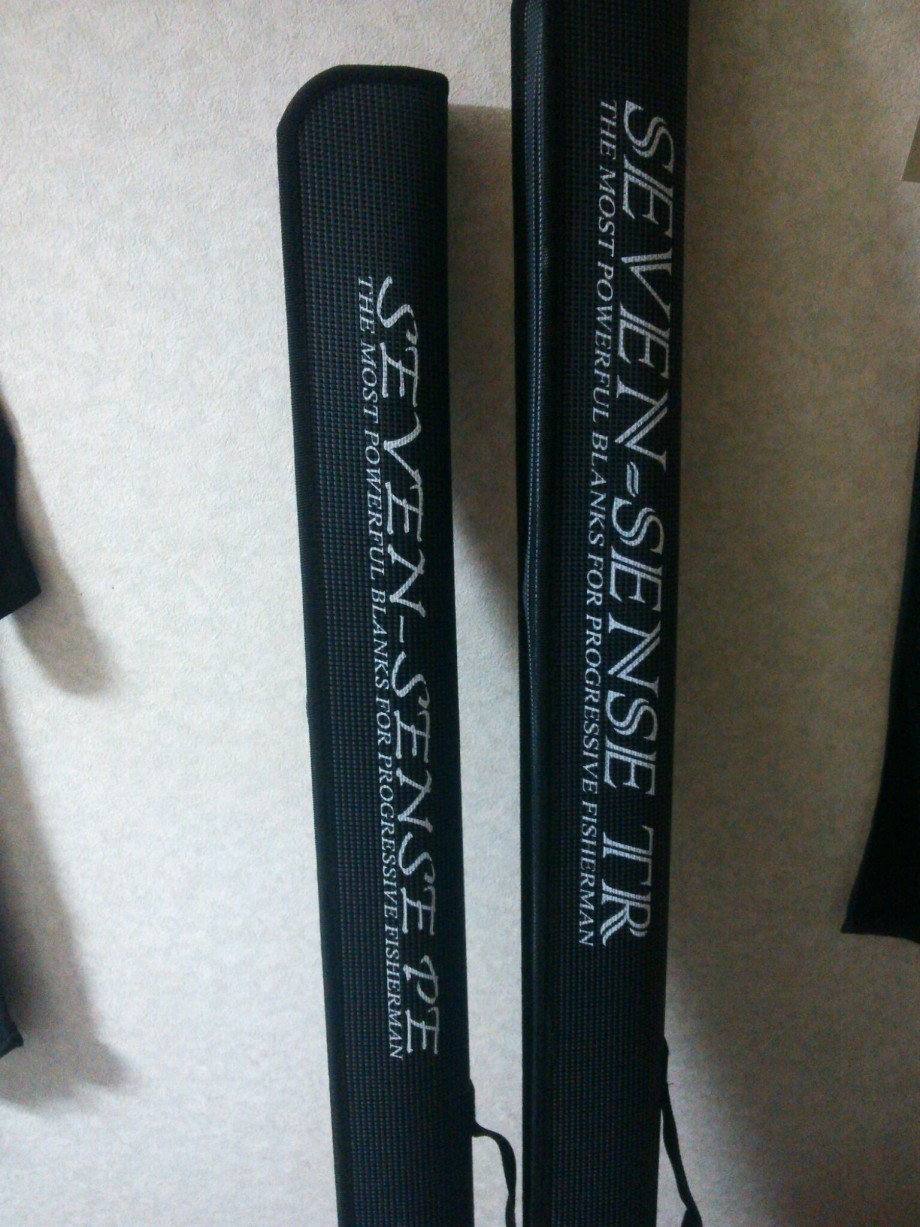 SEVEN-SENSE PE
THE MOST POWERFUL BLANKS FOR PROGRESSIVE FISHERMAN
SEVEN-SENSE TR
THE MOST POWERFUL BLANKS FOR PROGRESSIVE FISHERMAN